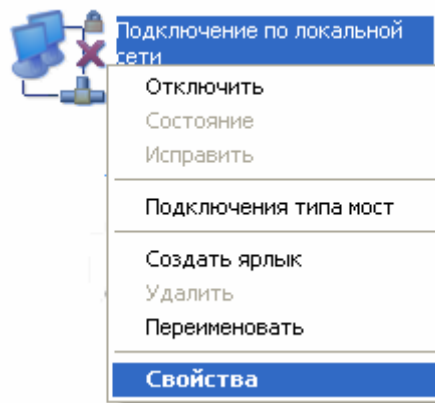 Подключение по локальной
сети
Отключить
Состояние
Исправить
Подключения типа мост
Создать ярлык
Удалить
Переименовать
Свойства